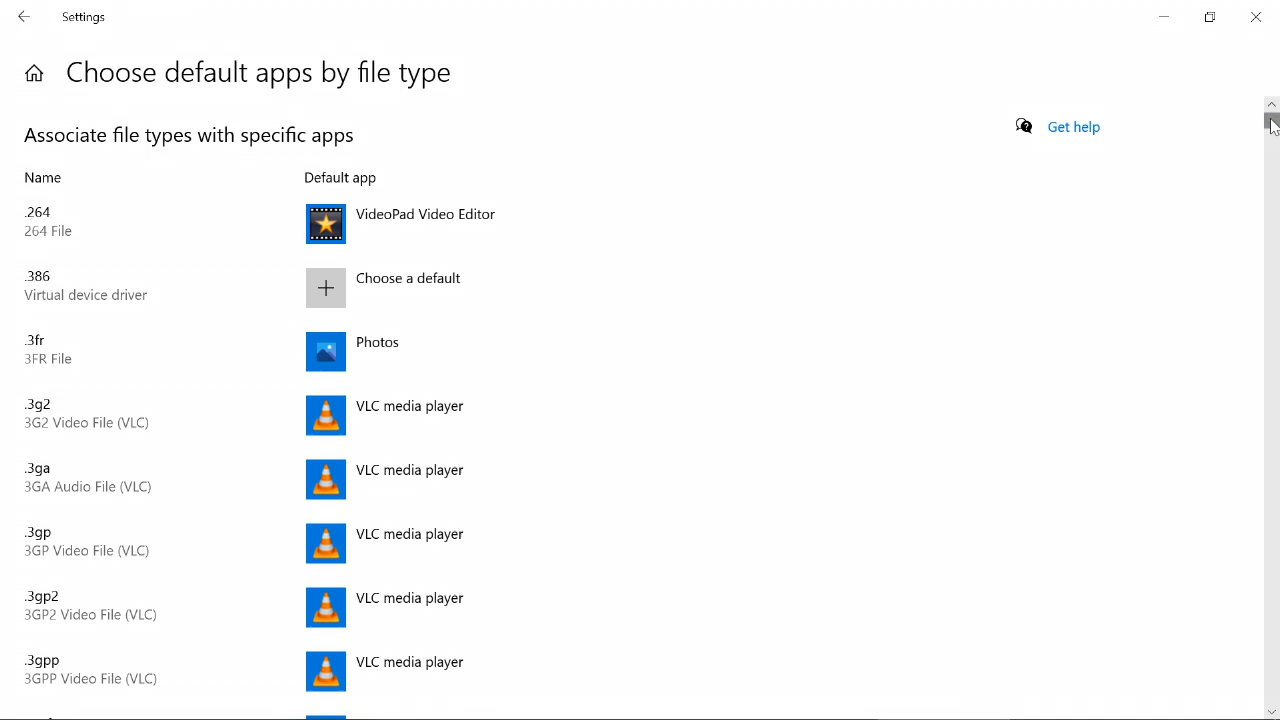 Settings
Choose default apps by file type
Associate file types with specific apps
Get help
Name Default app
.264
264 File
VideoPad Video Editor
.386
Virtual device driver
Choose a default
.3fr
3FR File
Photos
.3g2
3G2 Video File (VLC)
VLC media player
.3ga
3GA Audio File (VLC)
VLC media player
.3gp
3GP Video File (VLC)
VLC media player
.3gp2
3GP2 Video File (VLC)
VLC media player
.3gpp
3GPP Video File (VLC)
VLC media player